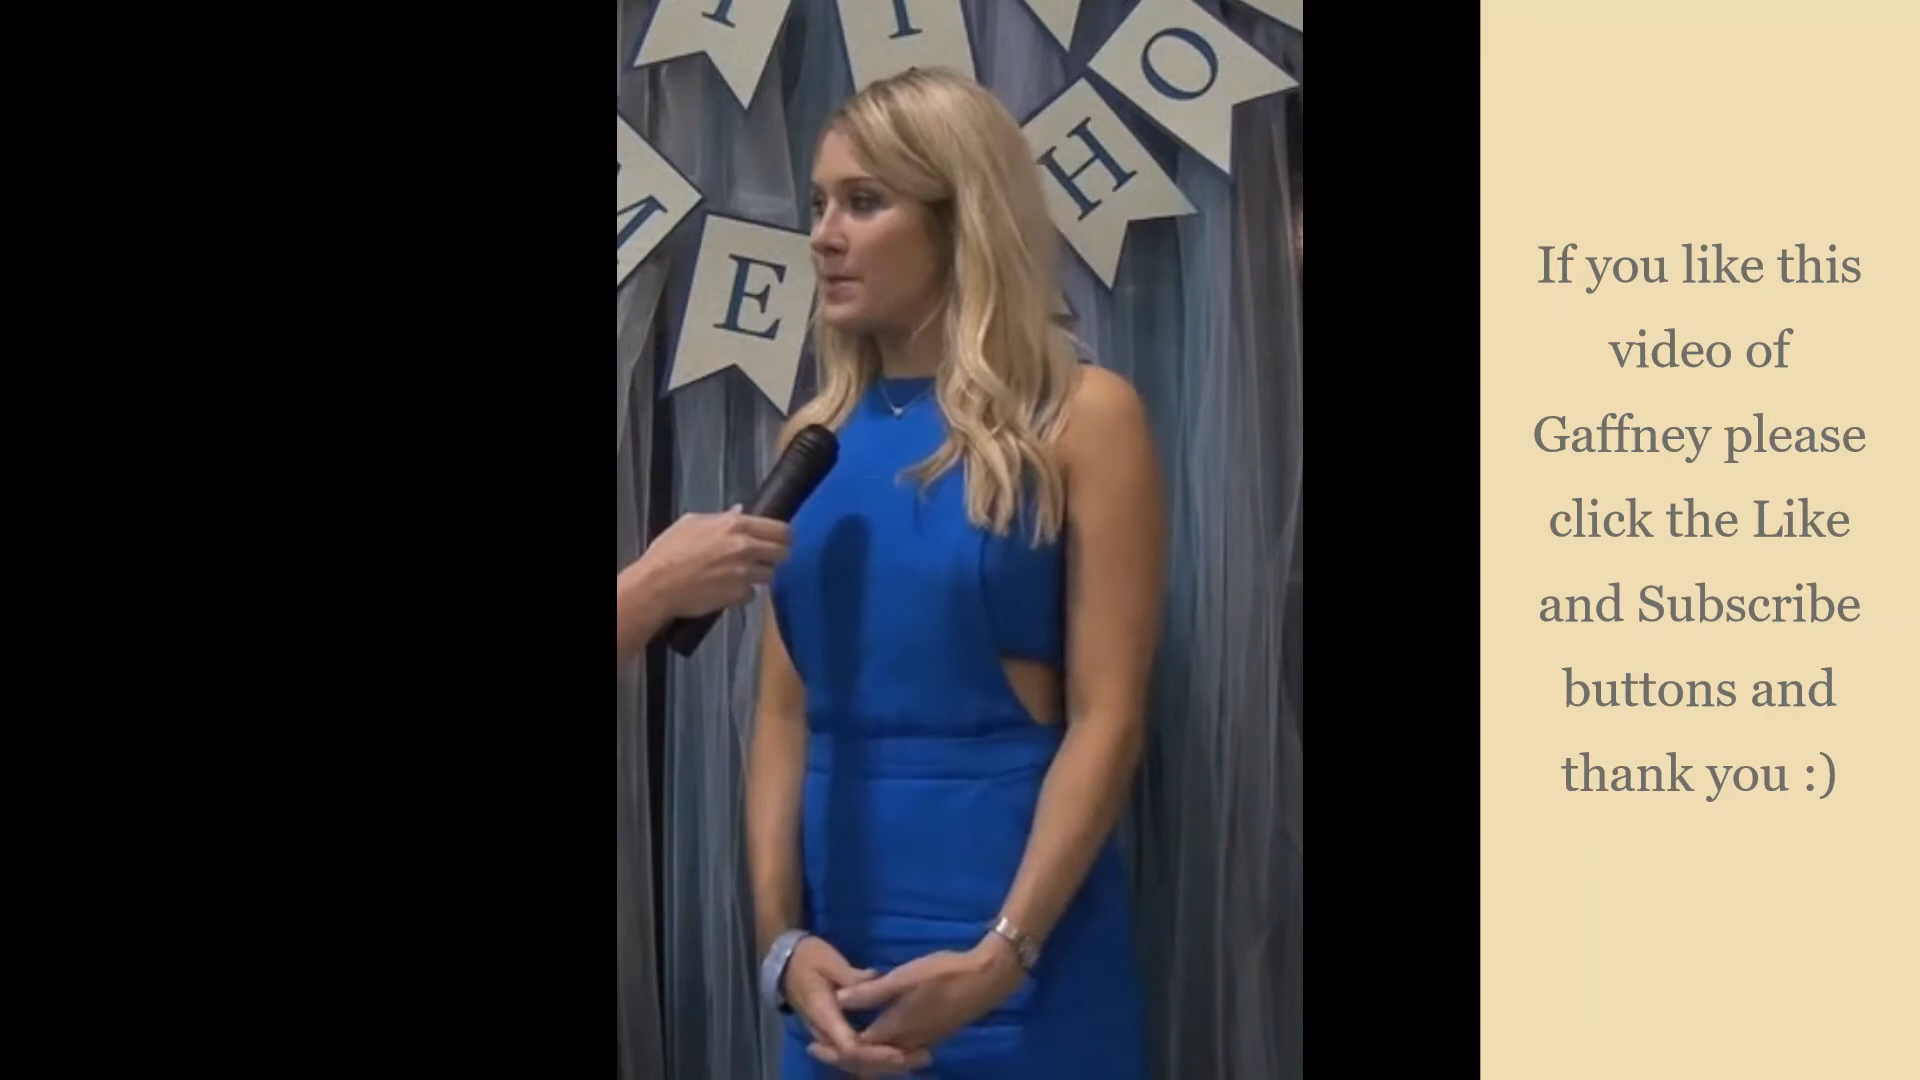 I I O
H
M E
If you like this
video of
Gaffney please
click the Like
and Subscribe
buttons and
thank you :)